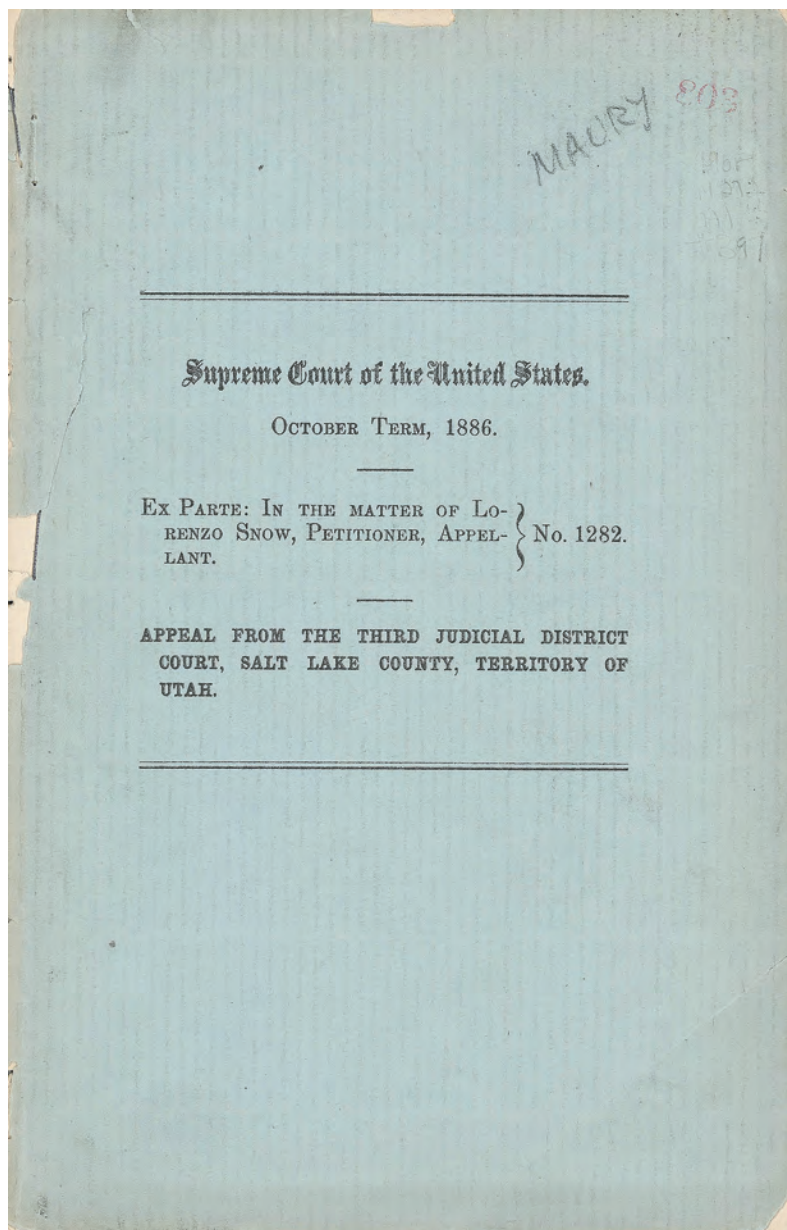 MAURY
Supreme Court of the United States.
OCTOBER TERM, 1886.
EX PARTE: IN THE MATTER OF LO-
RENZO SNOW, PETITIONER, APPEL-
LANT.
No. 1282.
APPEAL FROM THE THIRD JUDICIAL DISTRICT
COURT, SALT LAKE COUNTY, TERRITORY OF
UTAH.